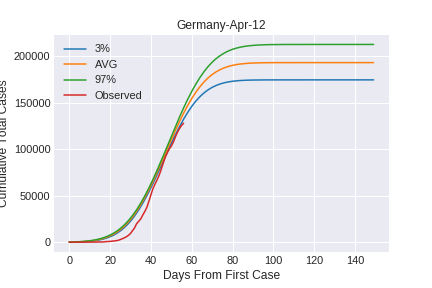 Germany-Apr-12
3%
AVG
97%
Observed
200000
150000
100000
50000
0
Cumulative Total Cases
0 20 40 60 80 100 120 140
Days From First Case